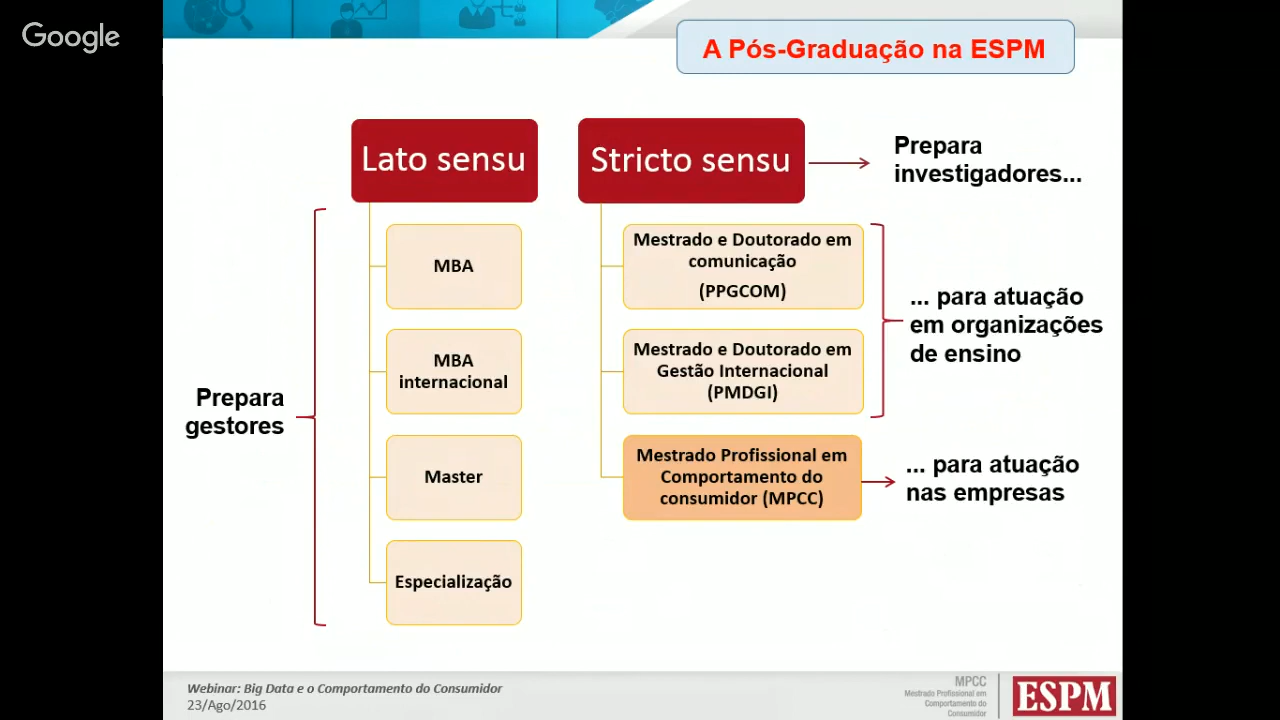 Google
A Pós-Graduação na ESPM
Lato sensu
Stricto sensu
Prepara
investigadores...
MBA
MBA
internacional
Master
Especialização
Prepara
gestores
Mestrado e Doutorado em
comunicação
(PPGCOM)
Mestrado e Doutorado em
Gestão Internacional
(PMDGI)
Mestrado Profissional em
Comportamento do
consumidor (MPCC)
... para atuação
em organizações
de ensino
... para atuação
nas empresas
Webinar: Big Data e o Comportamento do Consumidor
23/Ago/2016
MPCC
Mestrado Profissional em
Comportamento do
Consumidor
ESPM